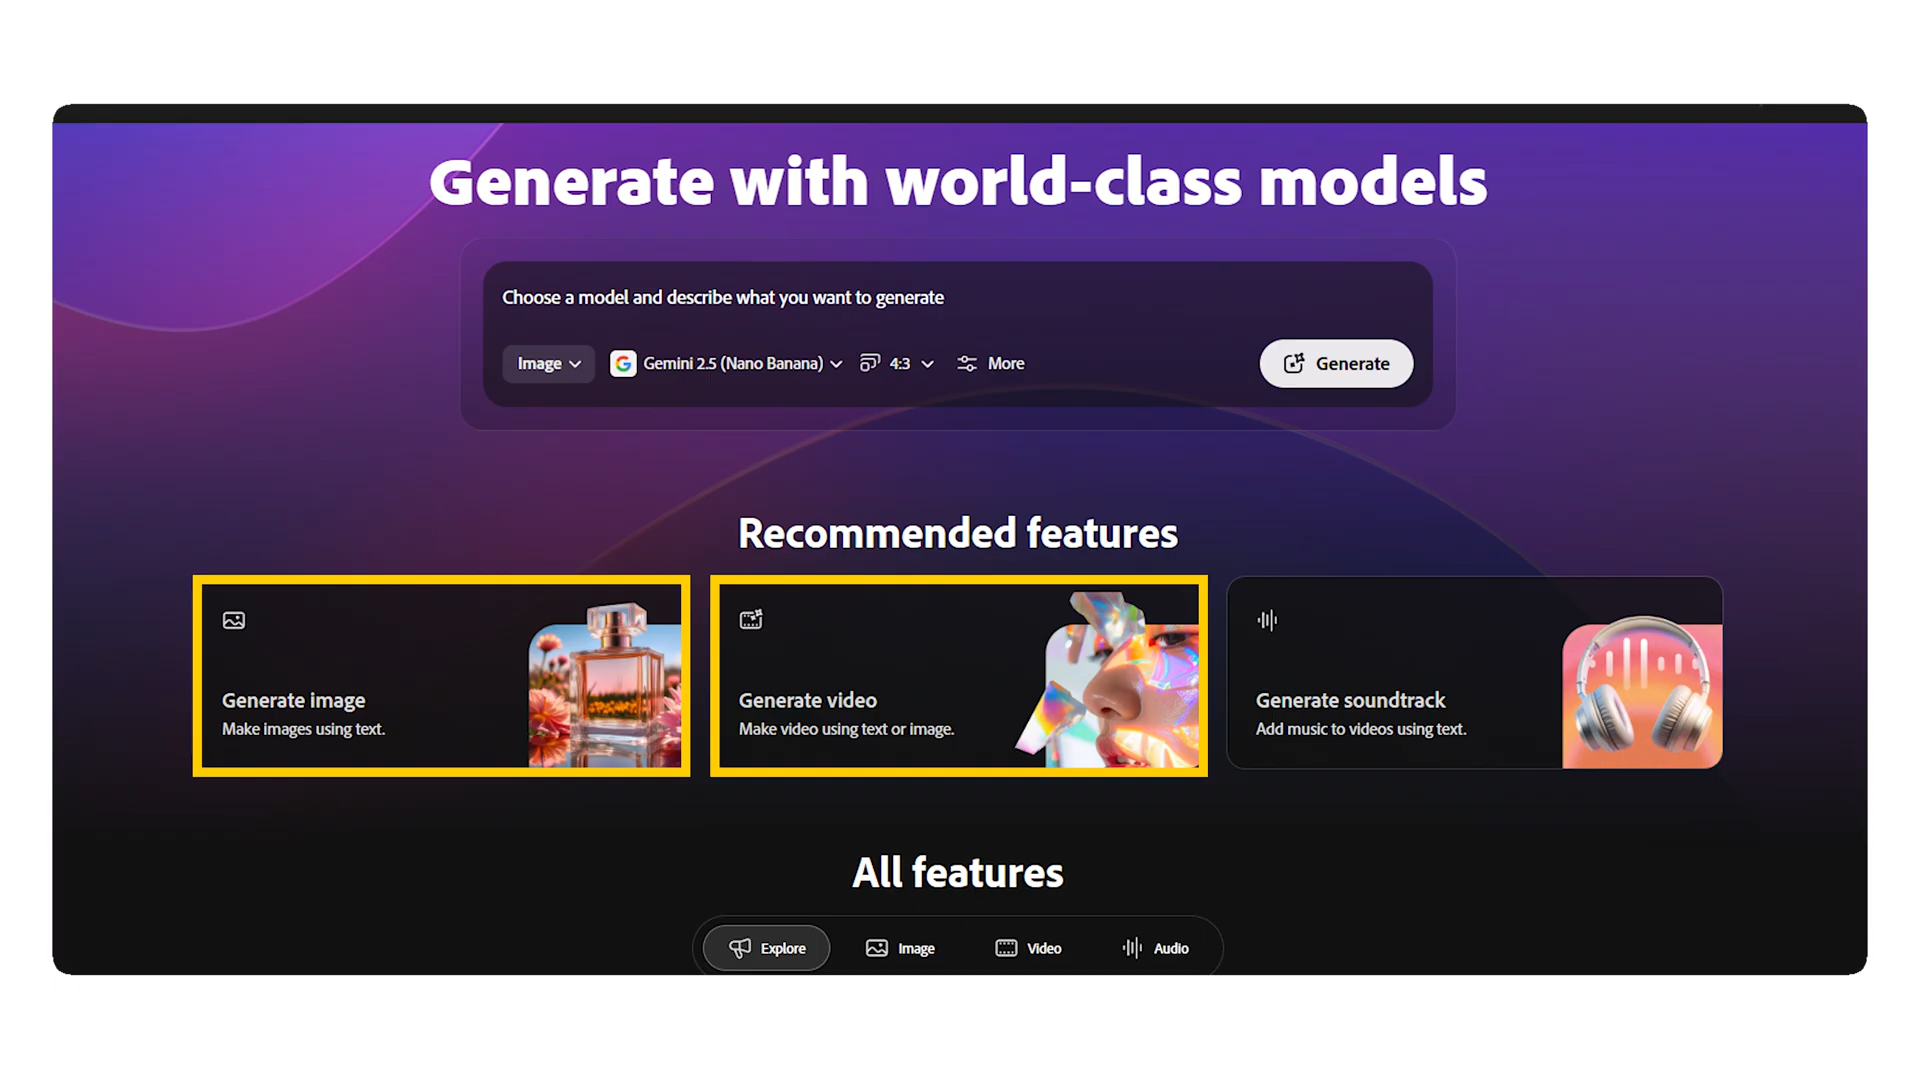 Generate with world-class models
Choose a model and describe what you want to generate
Image
Gemini 2.5 (Nano Banana)
4:3
More
Generate
Recommended features
Generate image
Make images using text.
Generate video
Make video using text or image.
Generate soundtrack
Add music to videos using text.
All features
Explore
Image
Video
Audio